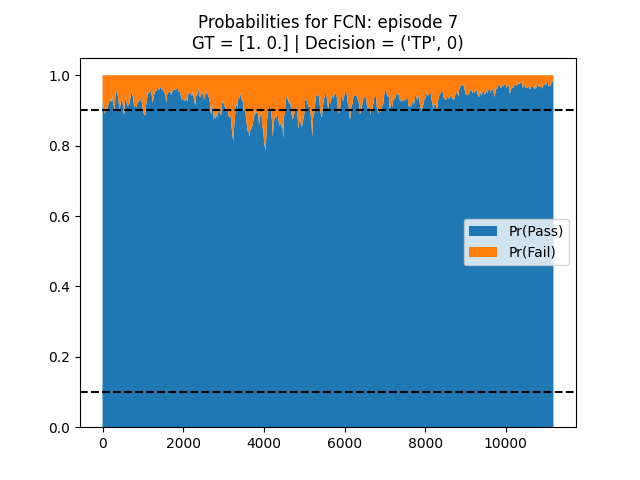 Probabilities for FCN: episode 7
GT = [1. 0.] | Decision = ('TP', 0)
1.0
0.8
0.6
0.4
0.2
0.0
Pr(Pass)
Pr(Fail)
0 2000 4000 6000 8000 10000